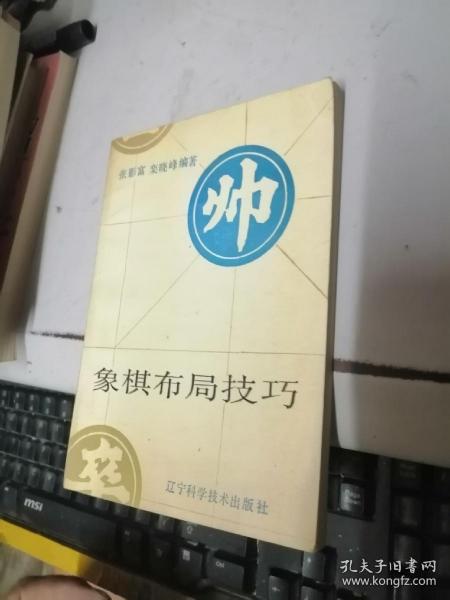 张影富 栾晓峰编著
帅
象棋布局技巧
辽宁科学技术出版社
msi
孔夫子旧书网
www.kongfz.com